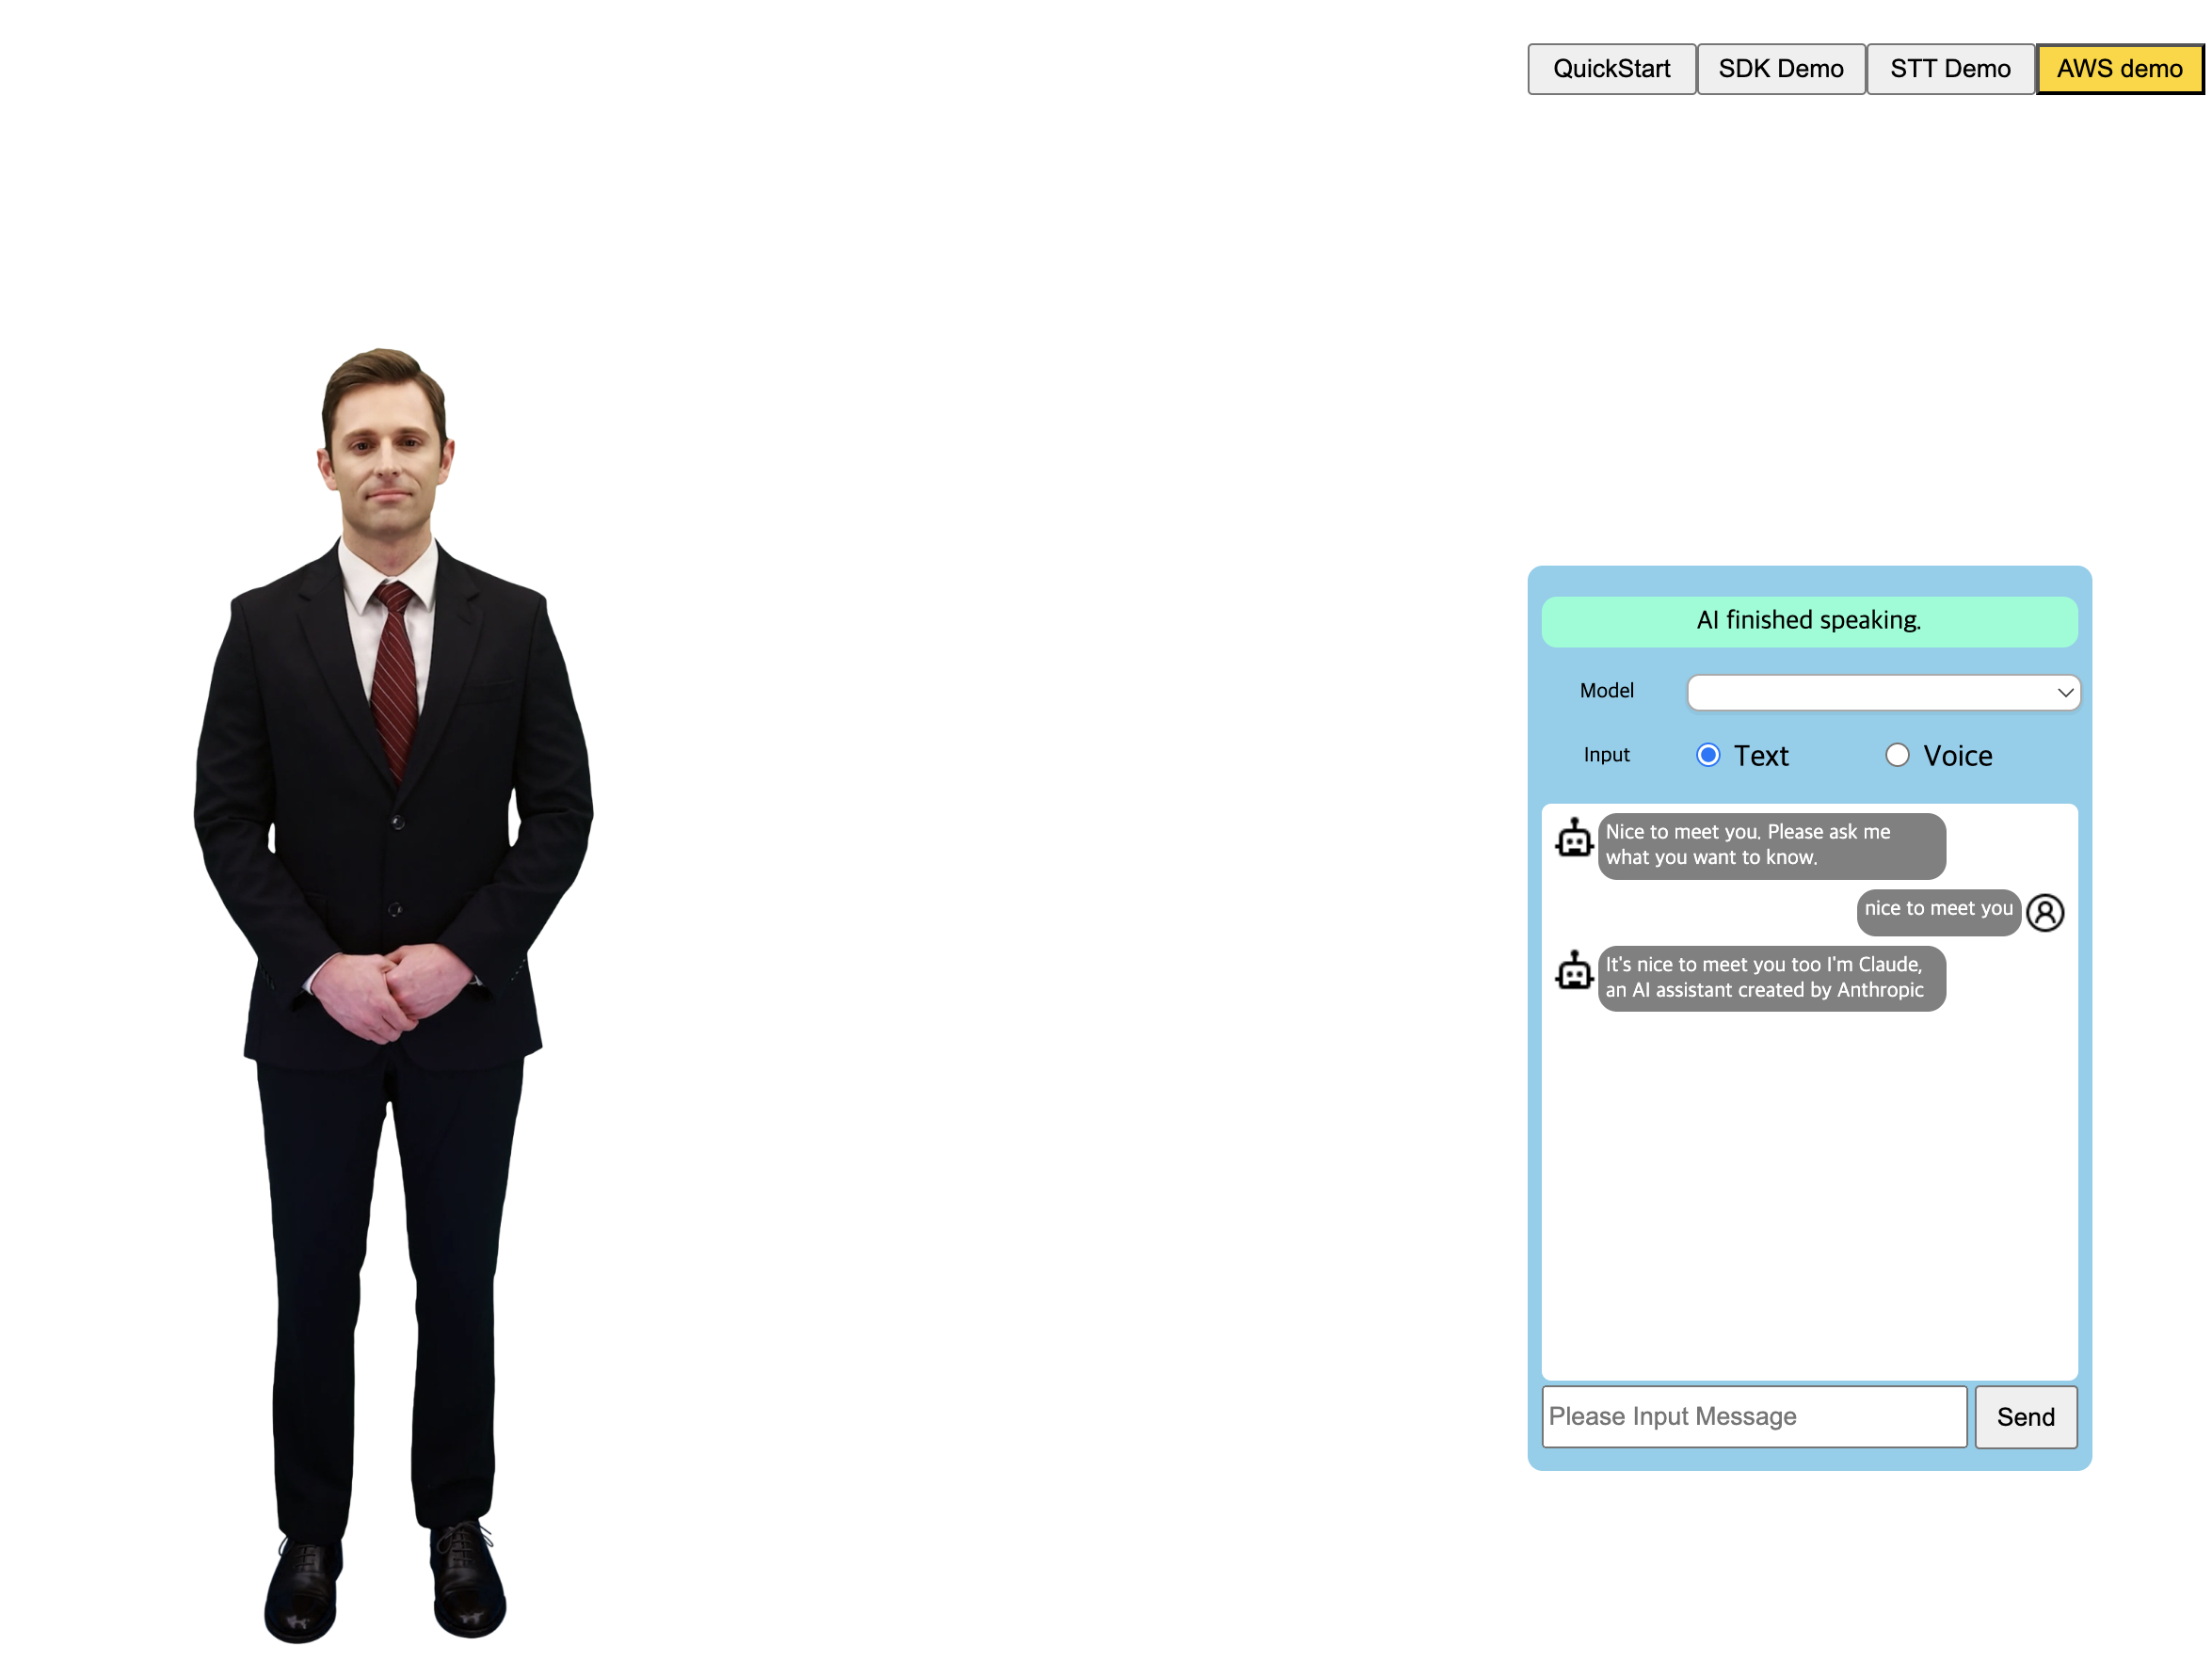 QuickStart
SDK Demo
STT Demo
AWS demo
AI finished speaking.
Model
Input
Text
Voice
Nice to meet you. Please ask me
what you want to know.
nice to meet you
It's nice to meet you too I'm Claude,
an AI assistant created by Anthropic
Please Input Message
Send